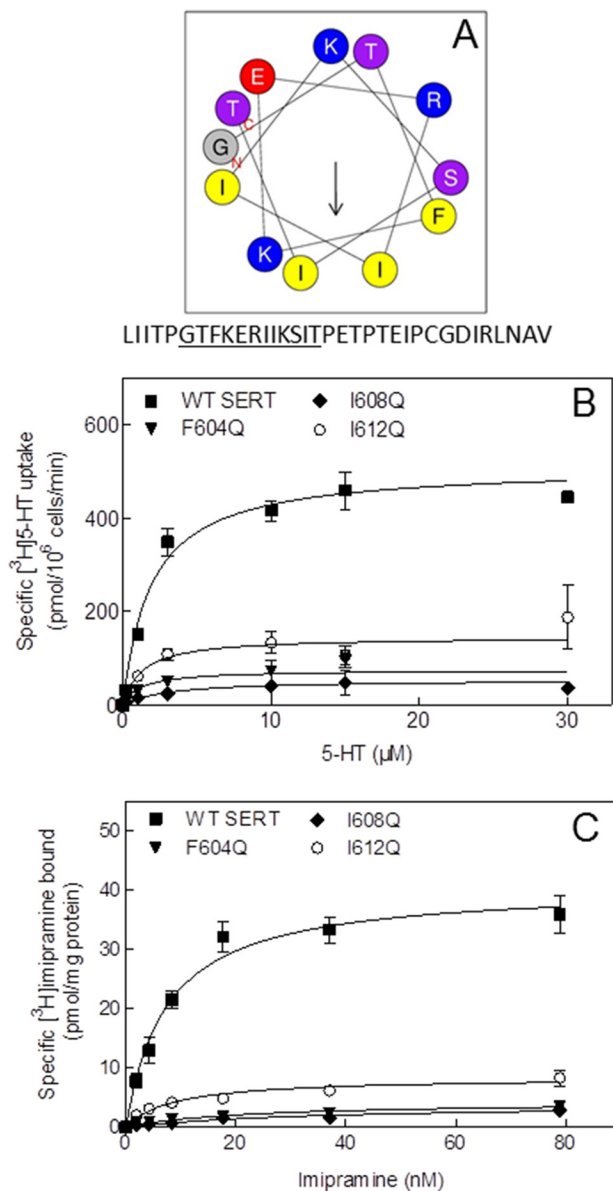 A
K
T
E
R
T
C
G
N
I
S
F
K
I
I
LIITPGTFKERIIKSITPETPTEIPCGDIRLNAV
B
WT SERT I608Q
F604Q I612Q
Specific [³H]5-HT uptake
(pmol/10⁶ cells/min)
600
400
200
0
0 10 20 30
5-HT (µM)
C
WT SERT I608Q
F604Q I612Q
Specific [³H]imipramine bound
(pmol/mg protein)
50
40
30
20
10
0
0 20 40 60 80
Imipramine (nM)